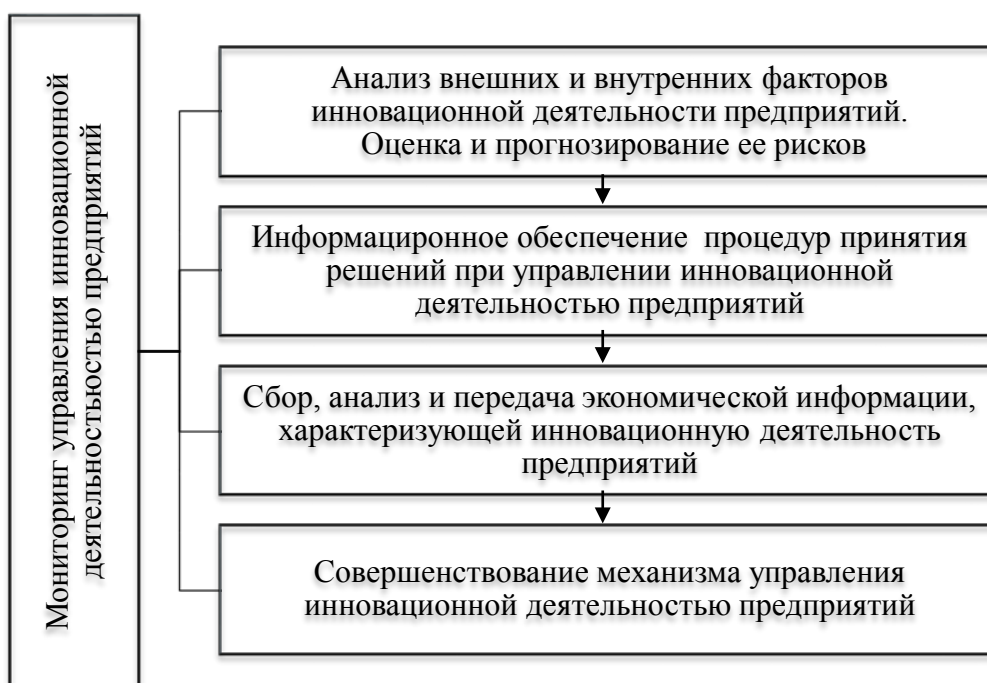 Мониторинг управления инновационной
деятельностьюстью предприятий
Анализ внешних и внутренних факторов
инновационной деятельности предприятий.
Оценка и прогнозирование ее рисков
Информациронное обеспечение процедур принятия
решений при управлении инновационной
деятельностью предприятий
Сбор, анализ и передача экономической информации,
характеризующей инновационную деятельность
предприятий
Совершенствование механизма управления
инновационной деятельностью предприятий